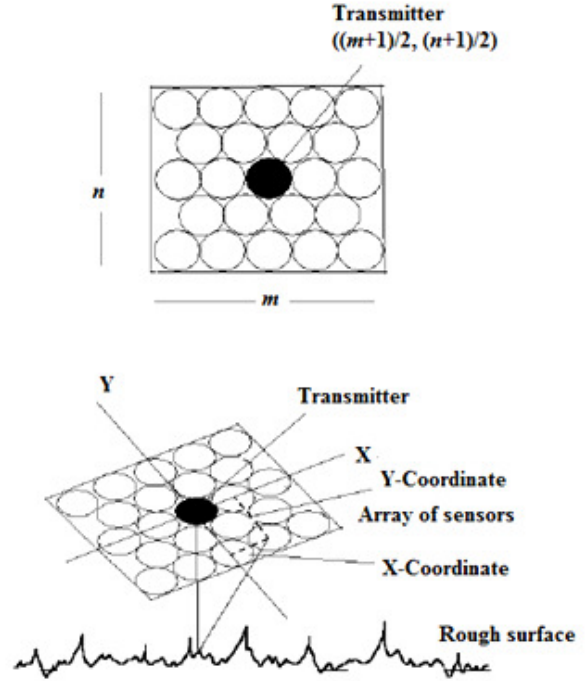 Transmitter
((m+1)/2, (n+1)/2)
n
m
Y
Transmitter
X
Y-Coordinate
Array of sensors
X-Coordinate
Rough surface